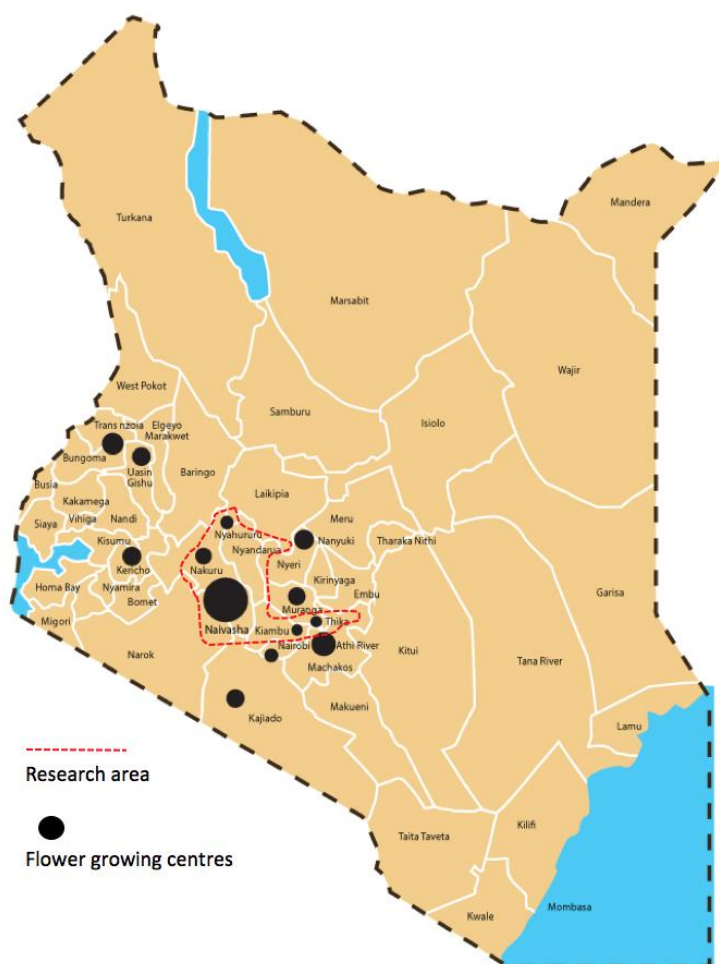 Mandera
Turkana
Marsabit
Wajir
West Pokot
Samburu
Isiolo
Trans nzoia
Elgeyo
Marakwet
Bungoma
Baringo
Uasin
Gishu
Busia
Laikipia
Kakamega
Meru
Siaya
Vihiga
Nandi
Nyahururu
Kisumu
Nyandarua
Nanyuki
Tharaka Nithi
Nakuru
Nyeri
Kericho
Kirinyaga
Homa Bay
Nyamira
Embu
Garisa
Bomet
Muranga
Migori
Naivasha
Kiambu
Thika
Nairobi
Athi River
Narok
Machakos
Kitui
Tana River
Makueni
Kajiado
Lamu
Research area
Kilifi
Taita Taveta
Flower growing centres
Mombasa
Kwale